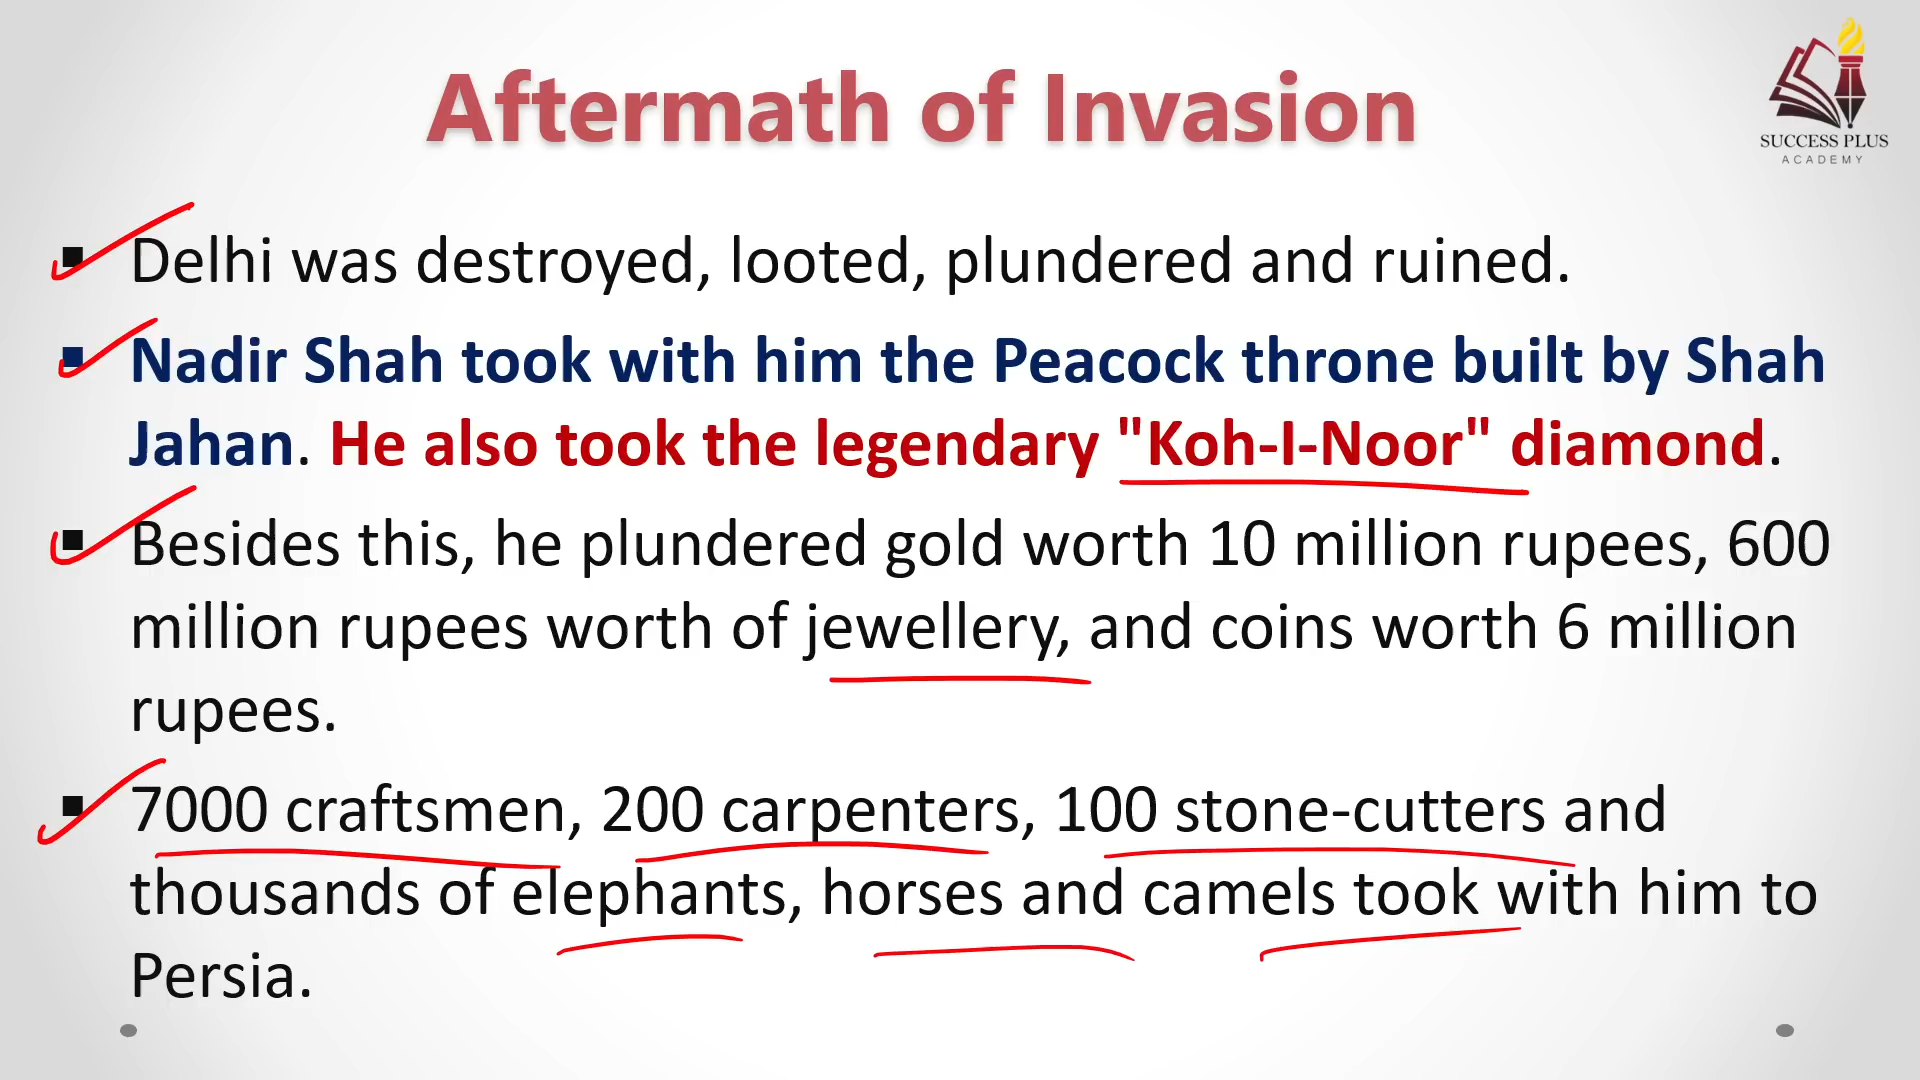 Aftermath of Invasion
SUCCESS PLUS
ACADEMY
▪ Delhi was destroyed, looted, plundered and ruined.
▪ Nadir Shah took with him the Peacock throne built by Shah
Jahan. He also took the legendary "Koh-I-Noor" diamond.
▪ Besides this, he plundered gold worth 10 million rupees, 600
million rupees worth of jewellery, and coins worth 6 million
rupees.
▪ 7000 craftsmen, 200 carpenters, 100 stone-cutters and
thousands of elephants, horses and camels took with him to
Persia.